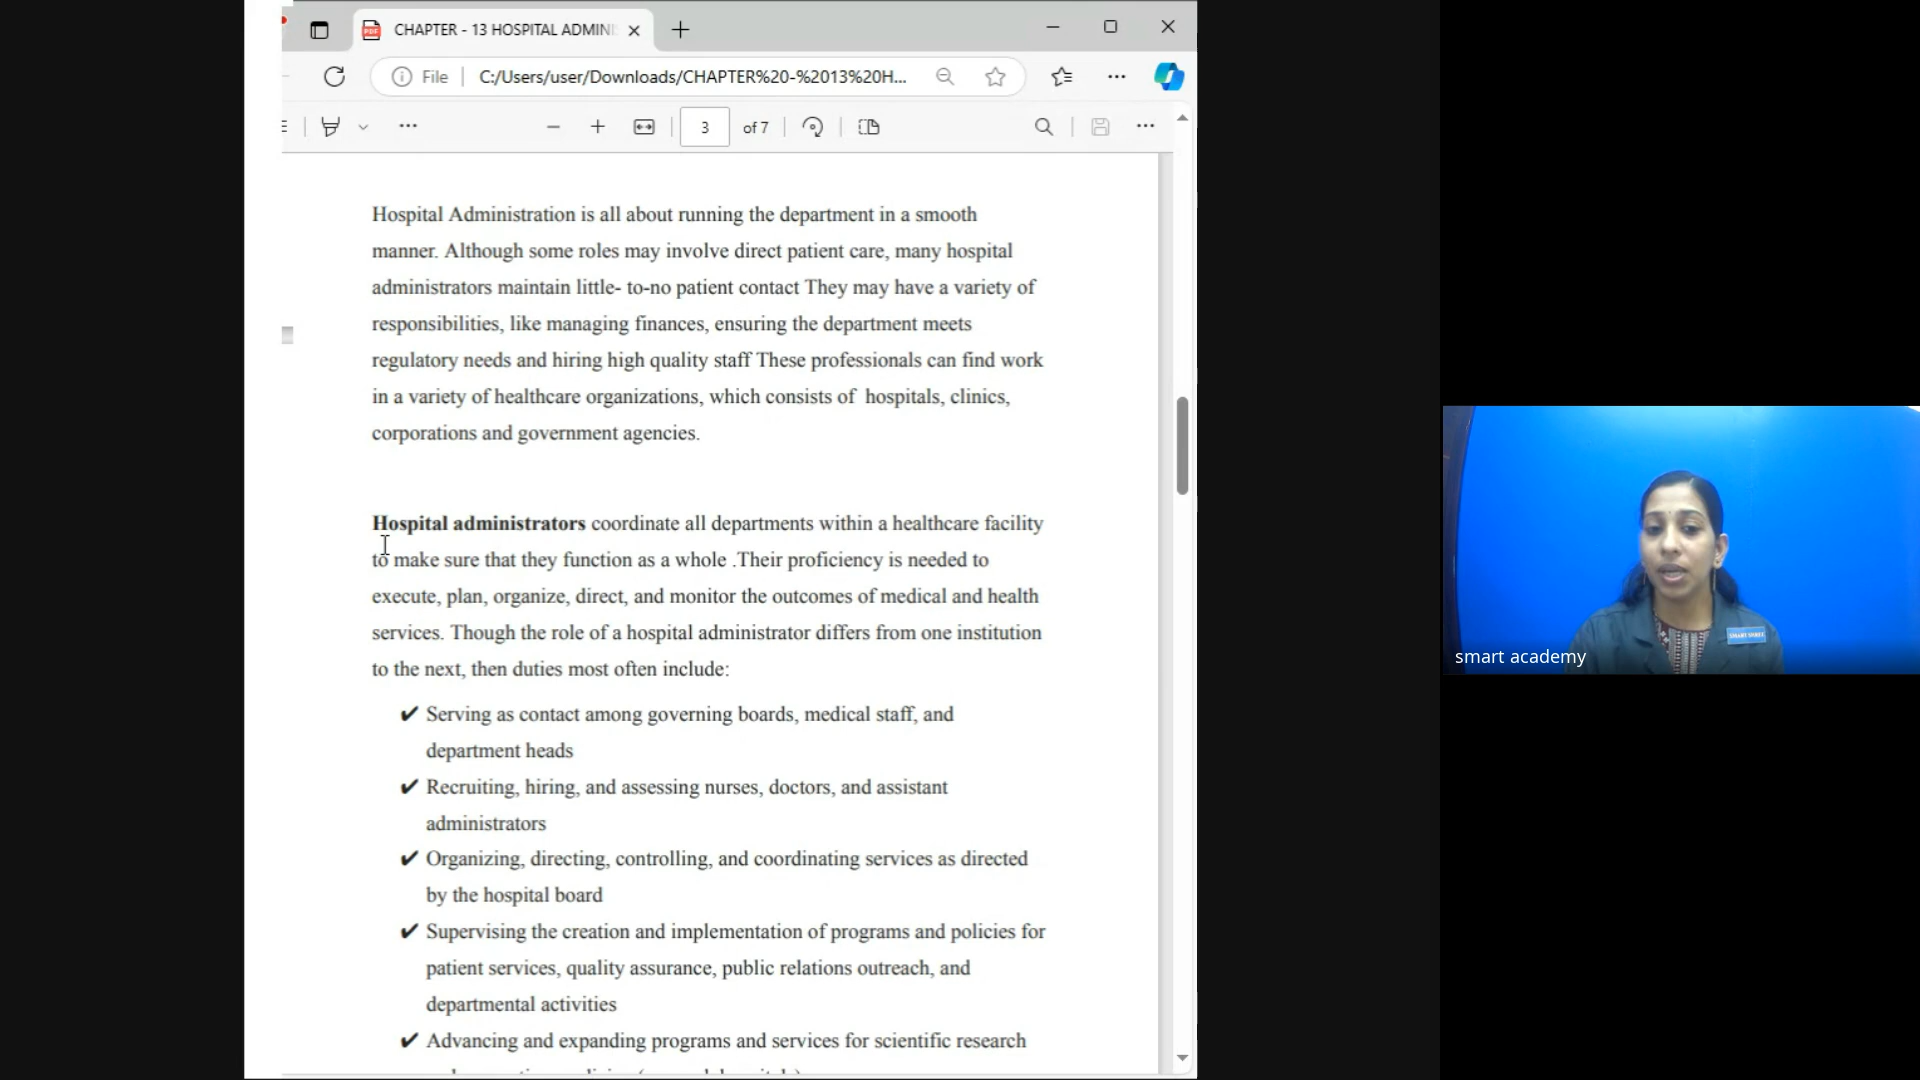 CHAPTER - 13 HOSPITAL ADMIN
File
C:/Users/user/Downloads/CHAPTER%20-%2013%20H...
3 of 7
Hospital Administration is all about running the department in a smooth
manner. Although some roles may involve direct patient care, many hospital
administrators maintain little- to-no patient contact They may have a variety of
responsibilities, like managing finances, ensuring the department meets
regulatory needs and hiring high quality staff These professionals can find work
in a variety of healthcare organizations, which consists of  hospitals, clinics,
corporations and government agencies.
Hospital administrators coordinate all departments within a healthcare facility
to make sure that they function as a whole .Their proficiency is needed to
execute, plan, organize, direct, and monitor the outcomes of medical and health
services. Though the role of a hospital administrator differs from one institution
to the next, then duties most often include:
✔ Serving as contact among governing boards, medical staff, and
department heads
✔ Recruiting, hiring, and assessing nurses, doctors, and assistant
administrators
✔ Organizing, directing, controlling, and coordinating services as directed
by the hospital board
✔ Supervising the creation and implementation of programs and policies for
patient services, quality assurance, public relations outreach, and
departmental activities
✔ Advancing and expanding programs and services for scientific research
smart academy